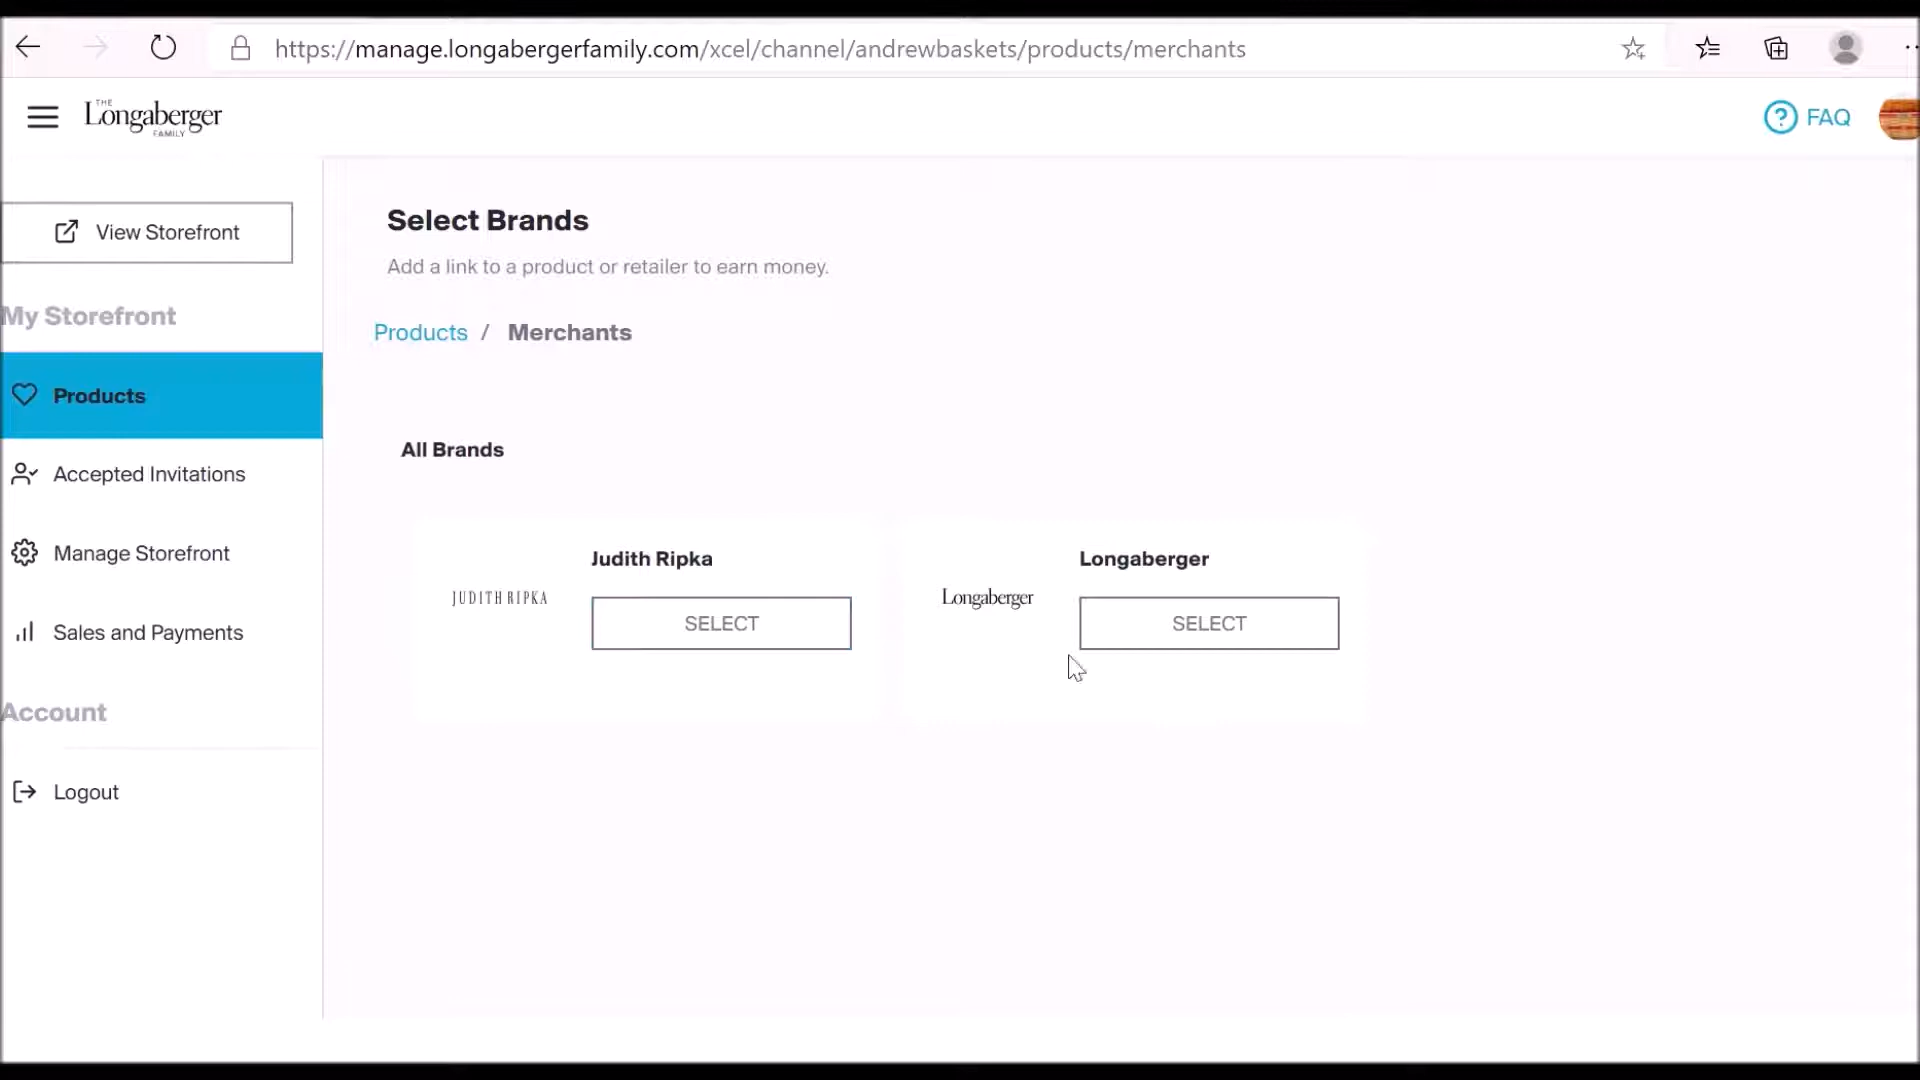 https://manage.longabergerfamily.com/xcel/channel/andrewbaskets/products/merchants
THE
Longaberger
FAMILY
? FAQ
View Storefront
My Storefront
Products
Accepted Invitations
Manage Storefront
Sales and Payments
Account
Logout
Select Brands
Add a link to a product or retailer to earn money.
Products / Merchants
All Brands
JUDITH RIPKA
Judith Ripka
SELECT
Longaberger
Longaberger
SELECT